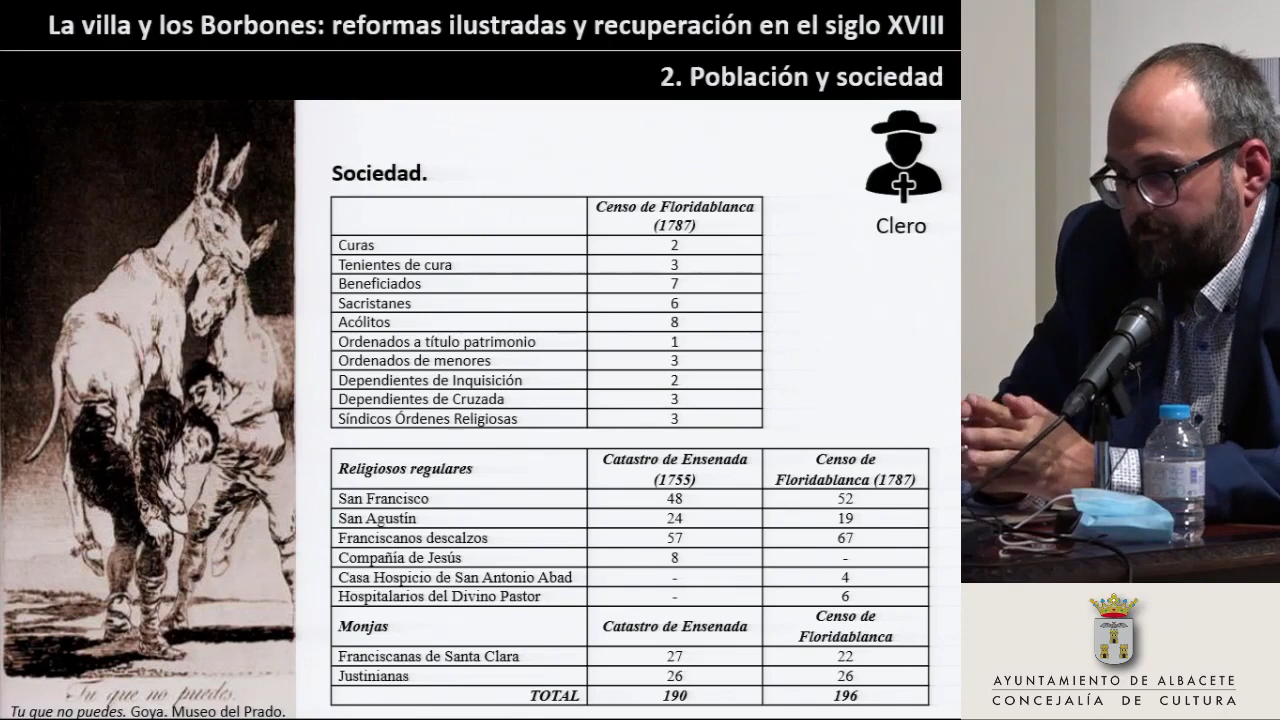 La villa y los Borbones: reformas ilustradas y recuperación en el siglo XVIII
2. Población y sociedad
Sociedad.
Clero
Censo de Floridablanca
(1787)
Curas 2
Tenientes de cura 3
Beneficiados 7
Sacristanes 6
Acólitos 8
Ordenados a título patrimonio 1
Ordenados de menores 3
Dependientes de Inquisición 2
Dependientes de Cruzada 3
Síndicos Órdenes Religiosas 3
Religiosos regulares Catastro de Ensenada (1755) Censo de Floridablanca (1787)
San Francisco 48 52
San Agustín 24 19
Franciscanos descalzos 57 67
Compañía de Jesús 8 -
Casa Hospicio de San Antonio Abad - 4
Hospitalarios del Divino Pastor - 6
Monjas Catastro de Ensenada Censo de Floridablanca
Franciscanas de Santa Clara 27 22
Justinianas 26 26
TOTAL 190 196
Tu que no puedes.
Tu que no puedes. Goya. Museo del Prado.
AYUNTAMIENTO DE ALBACETE
CONCEJALÍA DE CULTURA